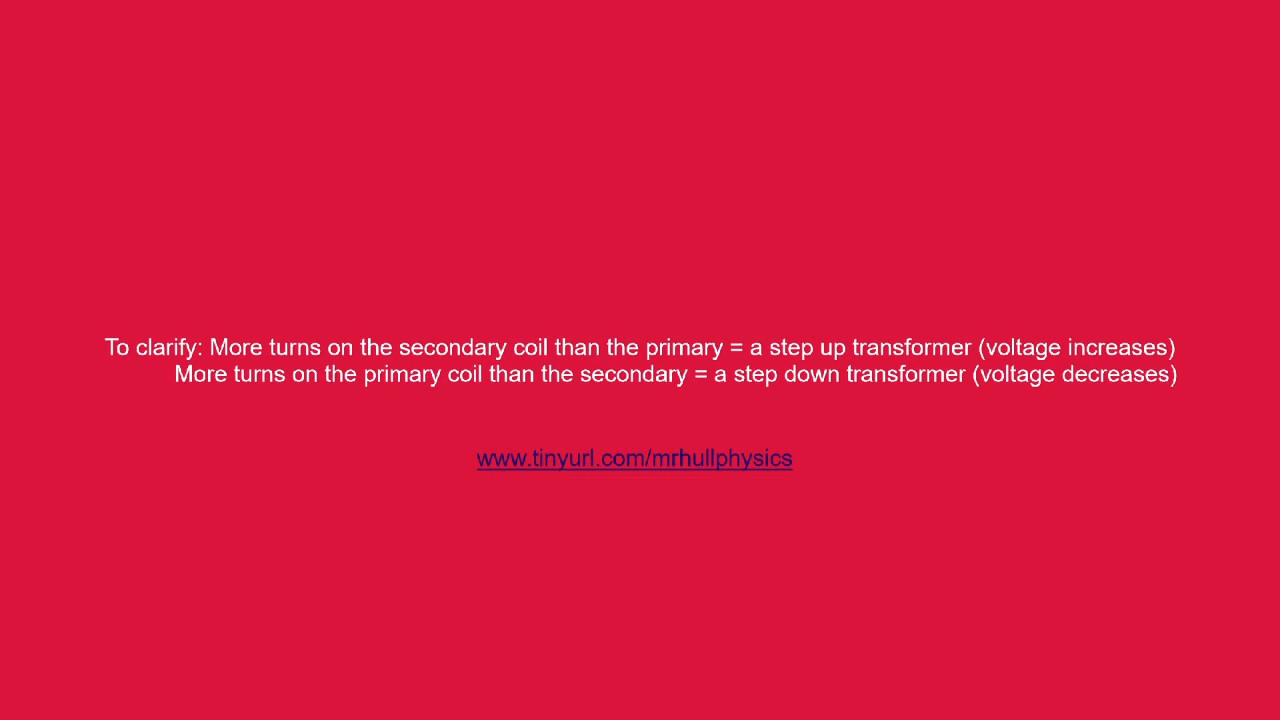 To clarify: More turns on the secondary coil than the primary = a step up transformer (voltage increases)
More turns on the primary coil than the secondary = a step down transformer (voltage decreases)
www.tinyurl.com/mrhullphysics